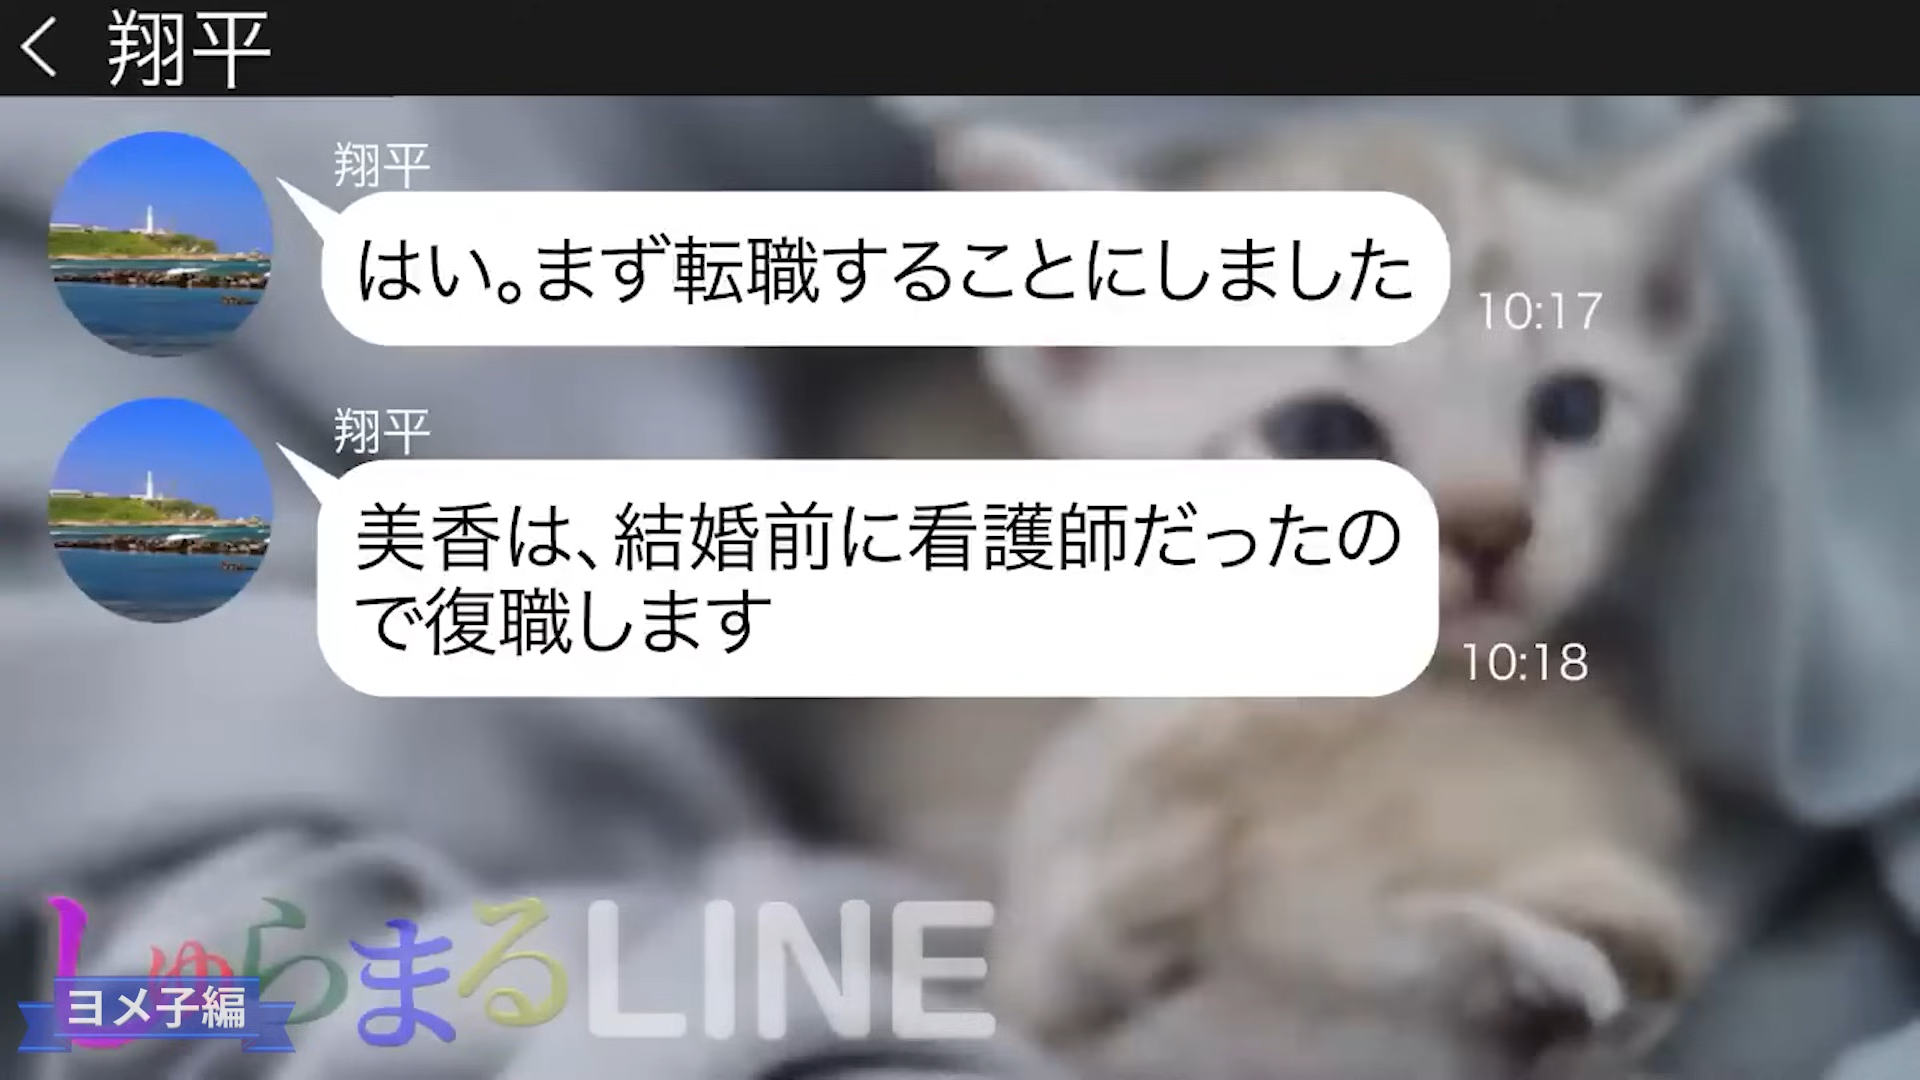 翔平
翔平
はい。まず転職することにしました
10:17
翔平
美香は、結婚前に看護師だったの
で復職します
10:18
しゅらまるLINE
ヨメ子編